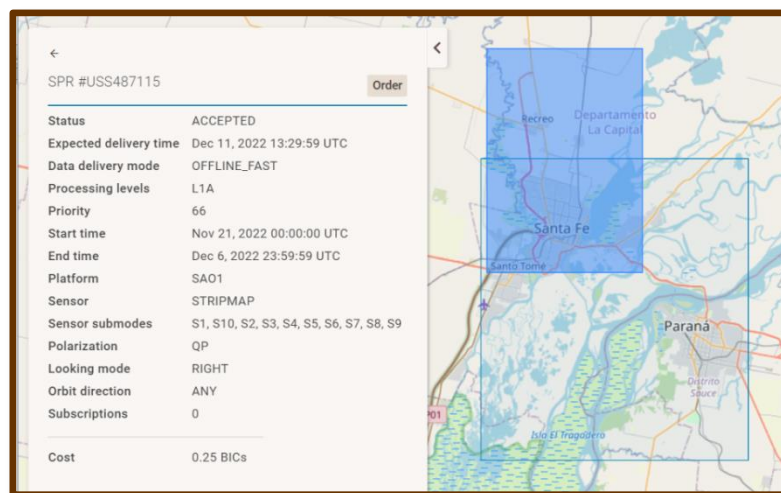 SPR #USS487115
Order
Status ACCEPTED
Expected delivery time Dec 11, 2022 13:29:59 UTC
Data delivery mode OFFLINE_FAST
Processing levels L1A
Priority 66
Start time Nov 21, 2022 00:00:00 UTC
End time Dec 6, 2022 23:59:59 UTC
Platform SAO1
Sensor STRIPMAP
Sensor submodes S1, S10, S2, S3, S4, S5, S6, S7, S8, S9
Polarization QP
Looking mode RIGHT
Orbit direction ANY
Subscriptions 0
Cost 0.25 BICs
Recreo
Departamento
La Capital
Santa Fe
Santo Tomé
Paraná
Distrito
Sauce
P01
Isla El Tragadero